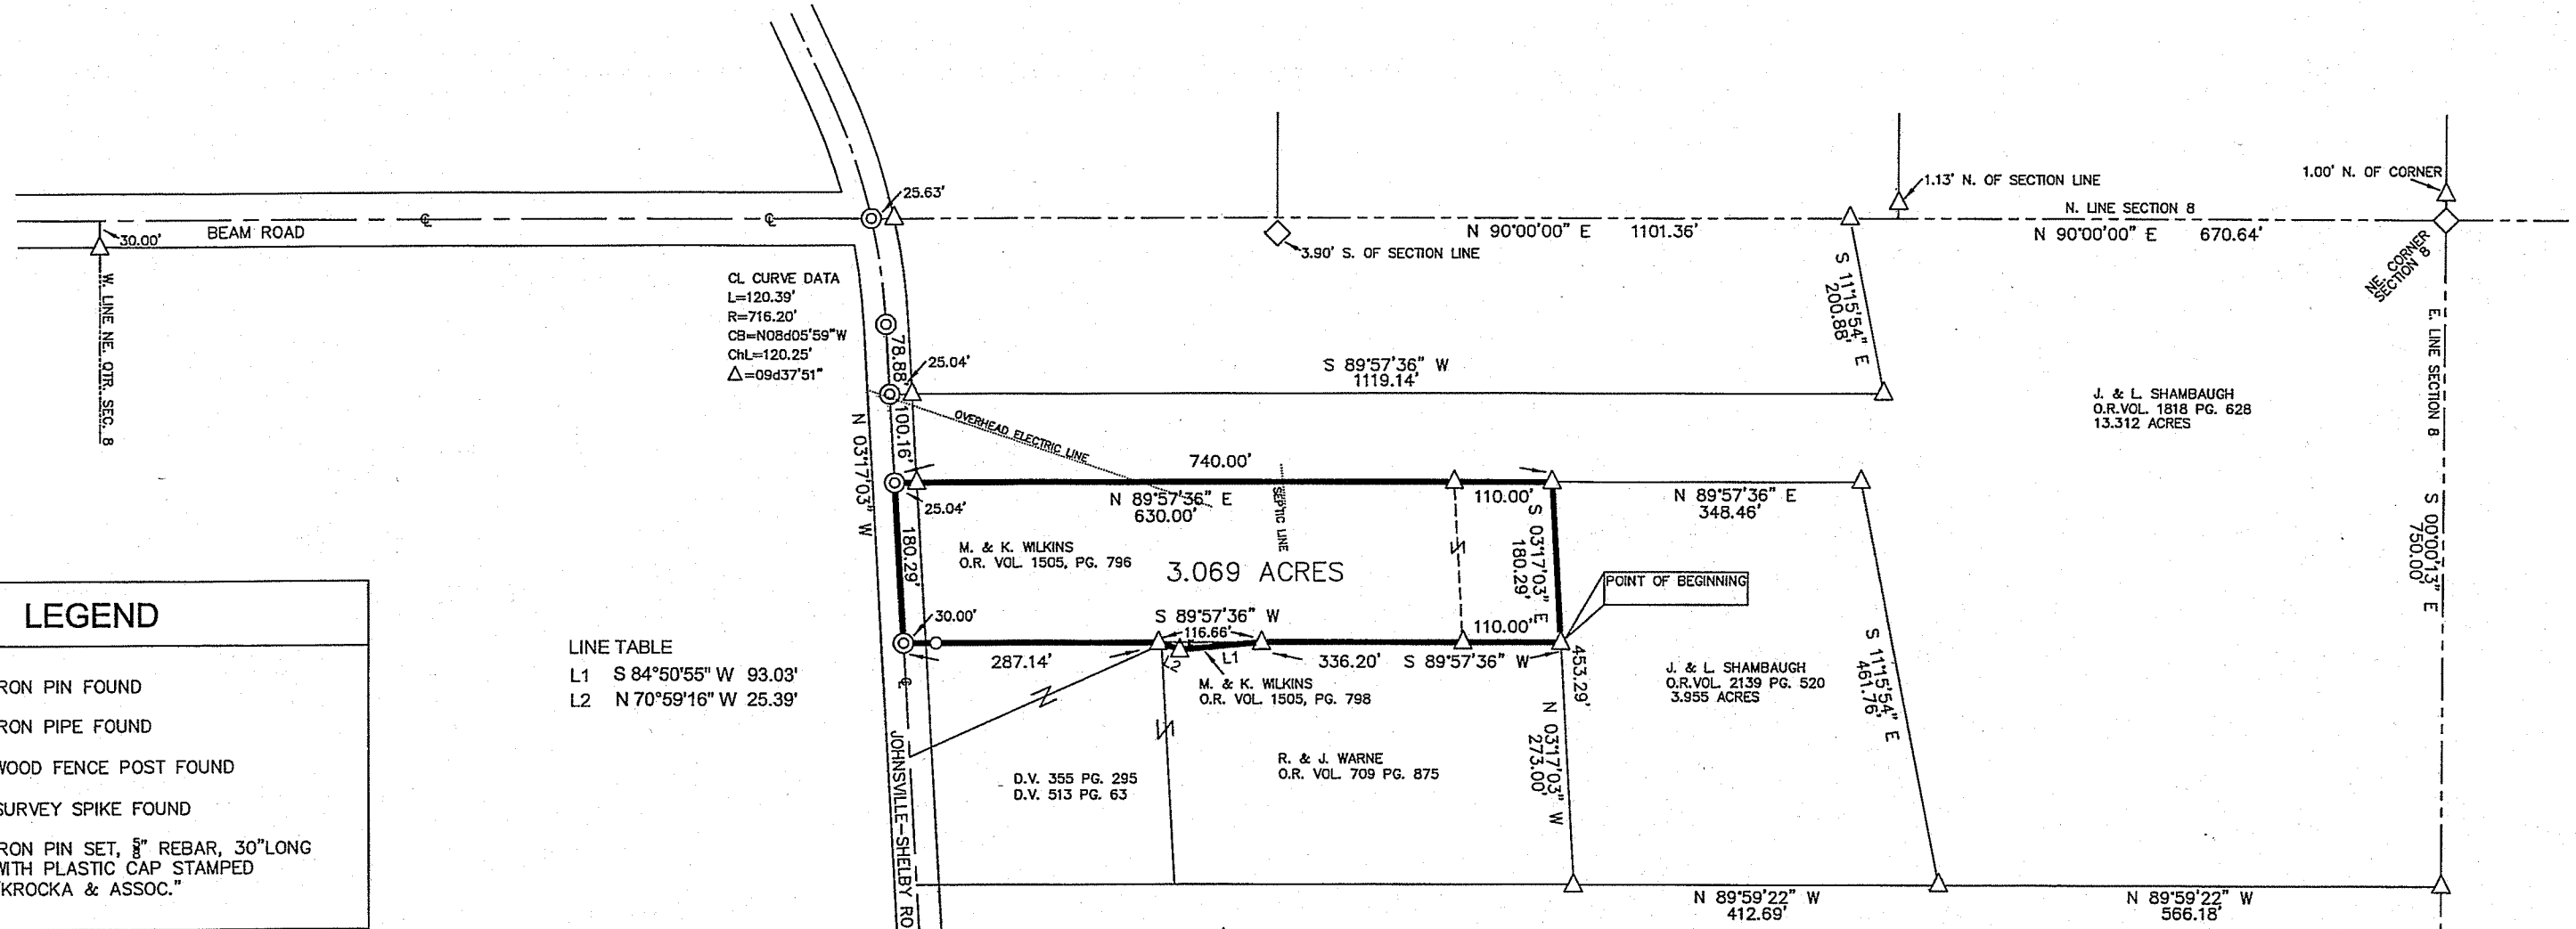 25.63'
1.13' N. OF SECTION LINE
1.00' N. OF CORNER
N. LINE SECTION 8
N 90°00'00" E 1101.36'
N 90°00'00" E 670.64'
BEAM ROAD
30.00'
3.90' S. OF SECTION LINE
NE. CORNER
SECTION 8
W. LINE NE. QTR. SEC. 8
CL CURVE DATA
L=120.39'
R=716.20'
CB=N08d05'59"W
ChL=120.25'
△=09d37'51"
S 11°15'54" E
200.88'
E. LINE SECTION 8
S 00°00'13" E
750.00'
78.88'
25.04'
S 89°57'36" W
1119.14'
J. & L. SHAMBAUGH
O.R.VOL. 1818 PG. 628
13.312 ACRES
100.16'
N 03°17'03" W
OVERHEAD ELECTRIC LINE
740.00'
N 89°57'36" E
630.00'
110.00'
N 89°57'36" E
348.46'
25.04'
SEPTIC LINE
S 03°17'03" E
180.29'
180.29'
M. & K. WILKINS
O.R. VOL. 1505, PG. 796
3.069 ACRES
POINT OF BEGINNING
30.00'
S 89°57'36" W
116.66'
110.00'
287.14'
L2
L1
336.20'
S 89°57'36" W
453.29'
M. & K. WILKINS
O.R. VOL. 1505, PG. 798
J. & L. SHAMBAUGH
O.R.VOL. 2139 PG. 520
3.955 ACRES
S 11°15'54" E
461.76'
N 03°17'03" W
273.00'
LEGEND
RON PIN FOUND
RON PIPE FOUND
WOOD FENCE POST FOUND
SURVEY SPIKE FOUND
RON PIN SET, 5/8" REBAR, 30"LONG
WITH PLASTIC CAP STAMPED
"KROCKA & ASSOC."
LINE TABLE
L1 S 84°50'55" W 93.03'
L2 N 70°59'16" W 25.39'
JOHNSVILLE-SHELBY RO
D.V. 355 PG. 295
D.V. 513 PG. 63
R. & J. WARNE
O.R. VOL. 709 PG. 875
N 89°59'22" W
412.69'
N 89°59'22" W
566.18'